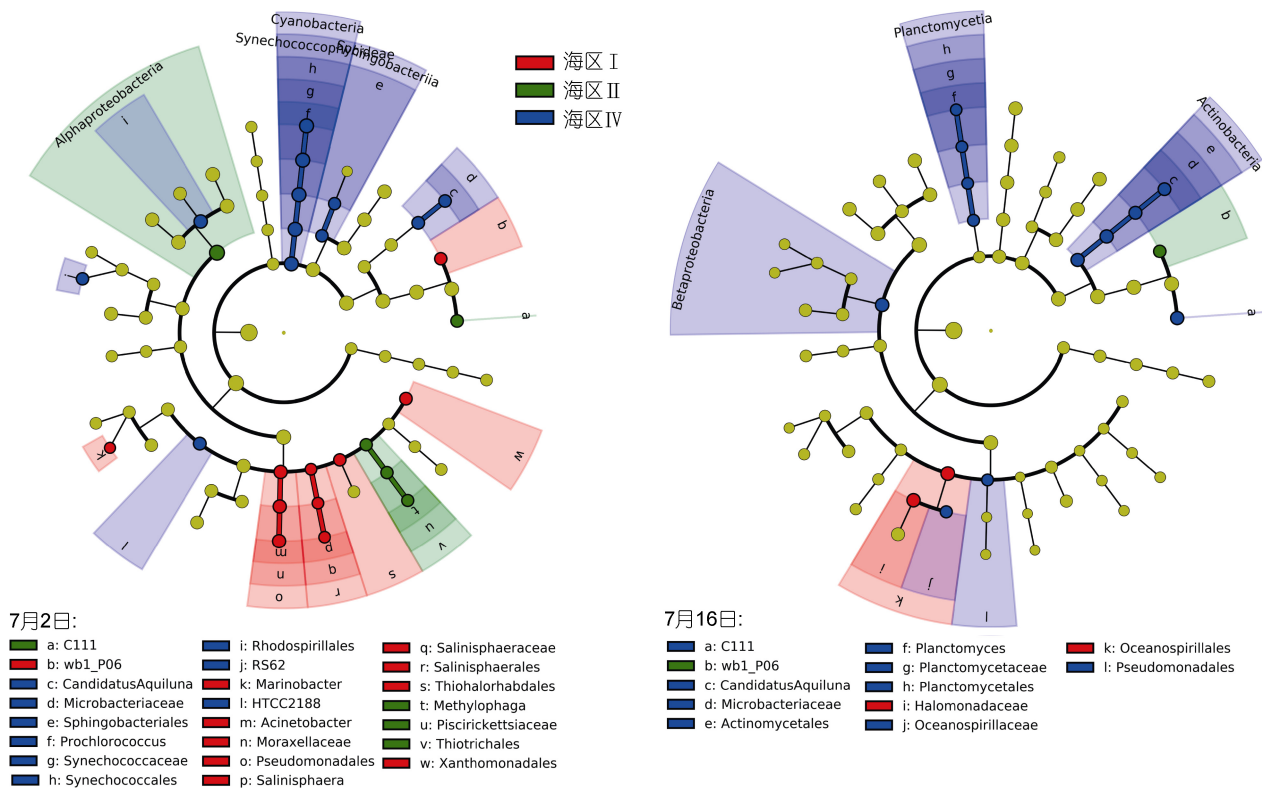 Cyanobacteria
Synechococcophycideae
Sphingobacteriia
h
g
f
e
Alphaproteobacteria
i
d
c
b
a
j
k
l
m
n
o
p
q
r
s
t
u
v
w
海区Ⅰ
海区Ⅱ
海区Ⅳ
Planctomycetia
h
g
f
Actinobacteria
e
d
c
b
a
Betaproteobacteria
i
j
k
l
7月2日:
a: C111
b: wb1_P06
c: CandidatusAquiluna
d: Microbacteriaceae
e: Sphingobacteriales
f: Prochlorococcus
g: Synechococcaceae
h: Synechococcales
i: Rhodospirillales
j: RS62
k: Marinobacter
l: HTCC2188
m: Acinetobacter
n: Moraxellaceae
o: Pseudomonadales
p: Salinisphaera
q: Salinisphaeraceae
r: Salinisphaerales
s: Thiohalorhabdales
t: Methylophaga
u: Piscirickettsiaceae
v: Thiotrichales
w: Xanthomonadales
7月16日:
a: C111
b: wb1_P06
c: CandidatusAquiluna
d: Microbacteriaceae
e: Actinomycetales
f: Planctomyces
g: Planctomycetaceae
h: Planctomycetales
i: Halomonadaceae
j: Oceanospirillaceae
k: Oceanospirillales
l: Pseudomonadales